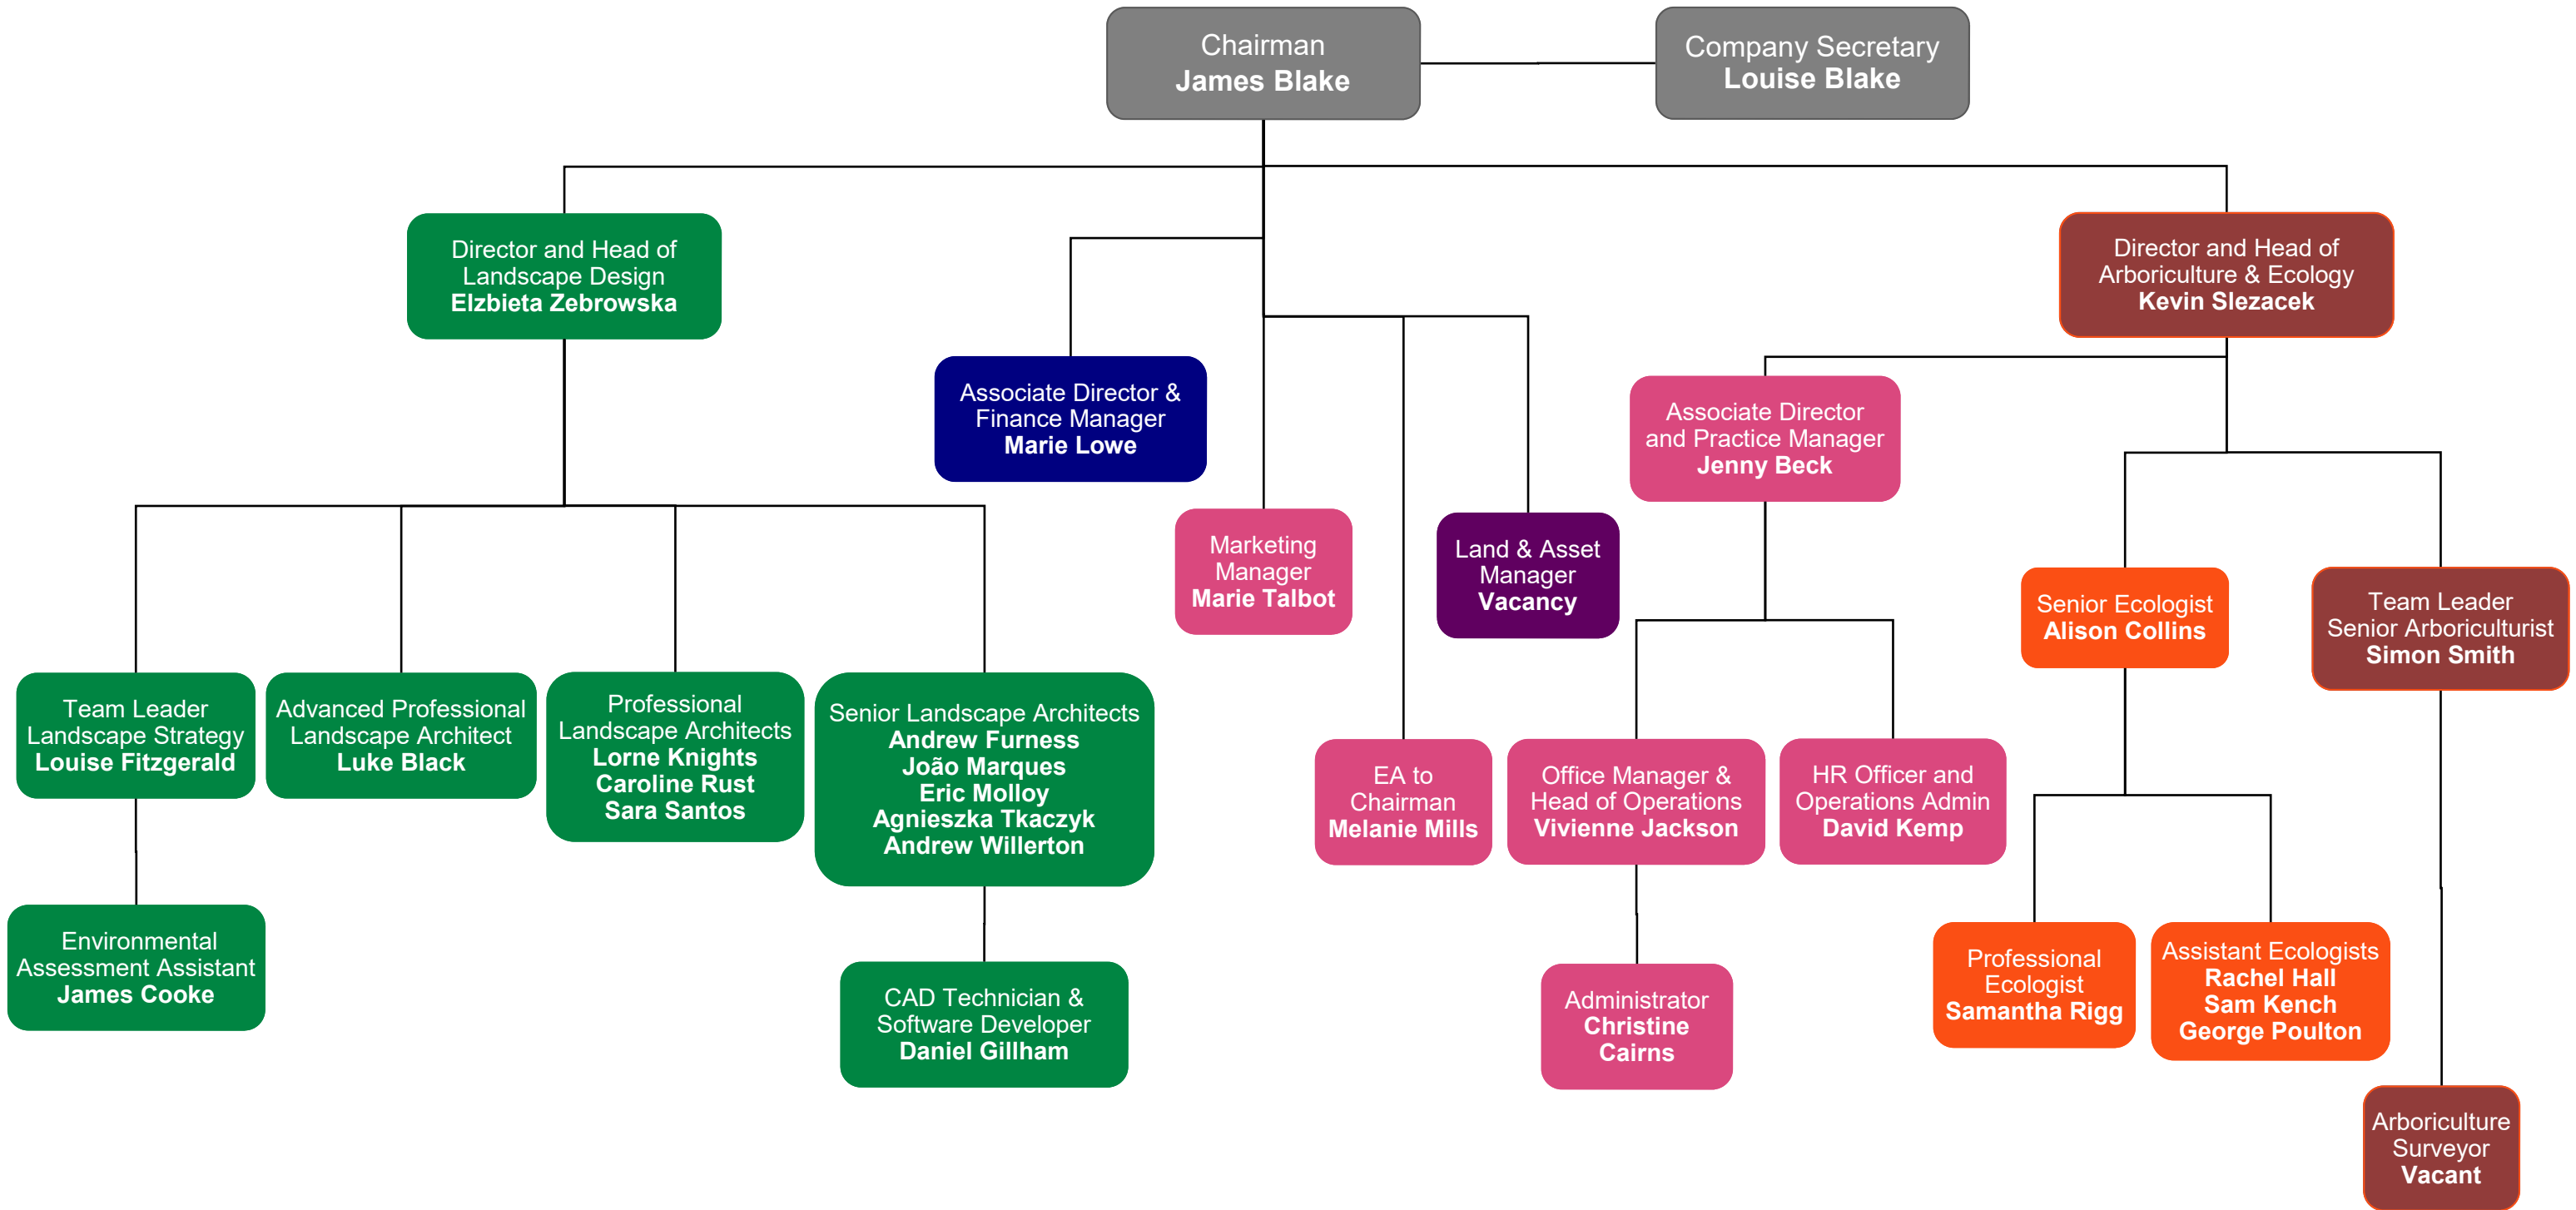 Chairman
James Blake
Company Secretary
Louise Blake
Director and Head of
Landscape Design
Elzbieta Zebrowska
Director and Head of
Arboriculture & Ecology
Kevin Slezacek
Associate Director &
Finance Manager
Marie Lowe
Associate Director
and Practice Manager
Jenny Beck
Marketing
Manager
Marie Talbot
Land & Asset
Manager
Vacancy
Senior Ecologist
Alison Collins
Team Leader
Senior Arboriculturist
Simon Smith
Team Leader
Landscape Strategy
Louise Fitzgerald
Advanced Professional
Landscape Architect
Luke Black
Professional
Landscape Architects
Lorne Knights
Caroline Rust
Sara Santos
Senior Landscape Architects
Andrew Furness
João Marques
Eric Molloy
Agnieszka Tkaczyk
Andrew Willerton
EA to
Chairman
Melanie Mills
Office Manager &
Head of Operations
Vivienne Jackson
HR Officer and
Operations Admin
David Kemp
Environmental
Assessment Assistant
James Cooke
CAD Technician &
Software Developer
Daniel Gillham
Administrator
Christine
Cairns
Professional
Ecologist
Samantha Rigg
Assistant Ecologists
Rachel Hall
Sam Kench
George Poulton
Arboriculture
Surveyor
Vacant